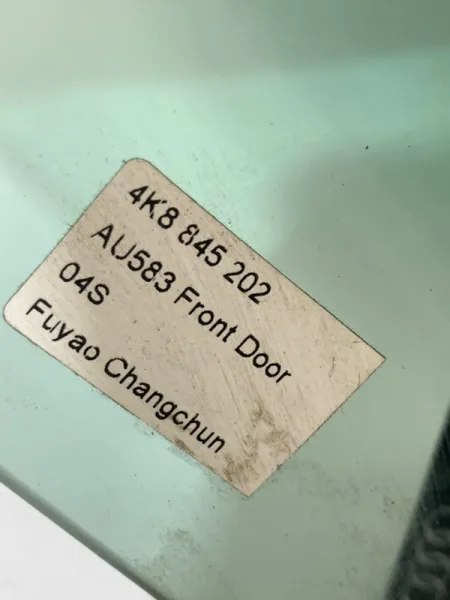 4K8 845 202
AU583 Front Door
04S
Fuyao Changchun